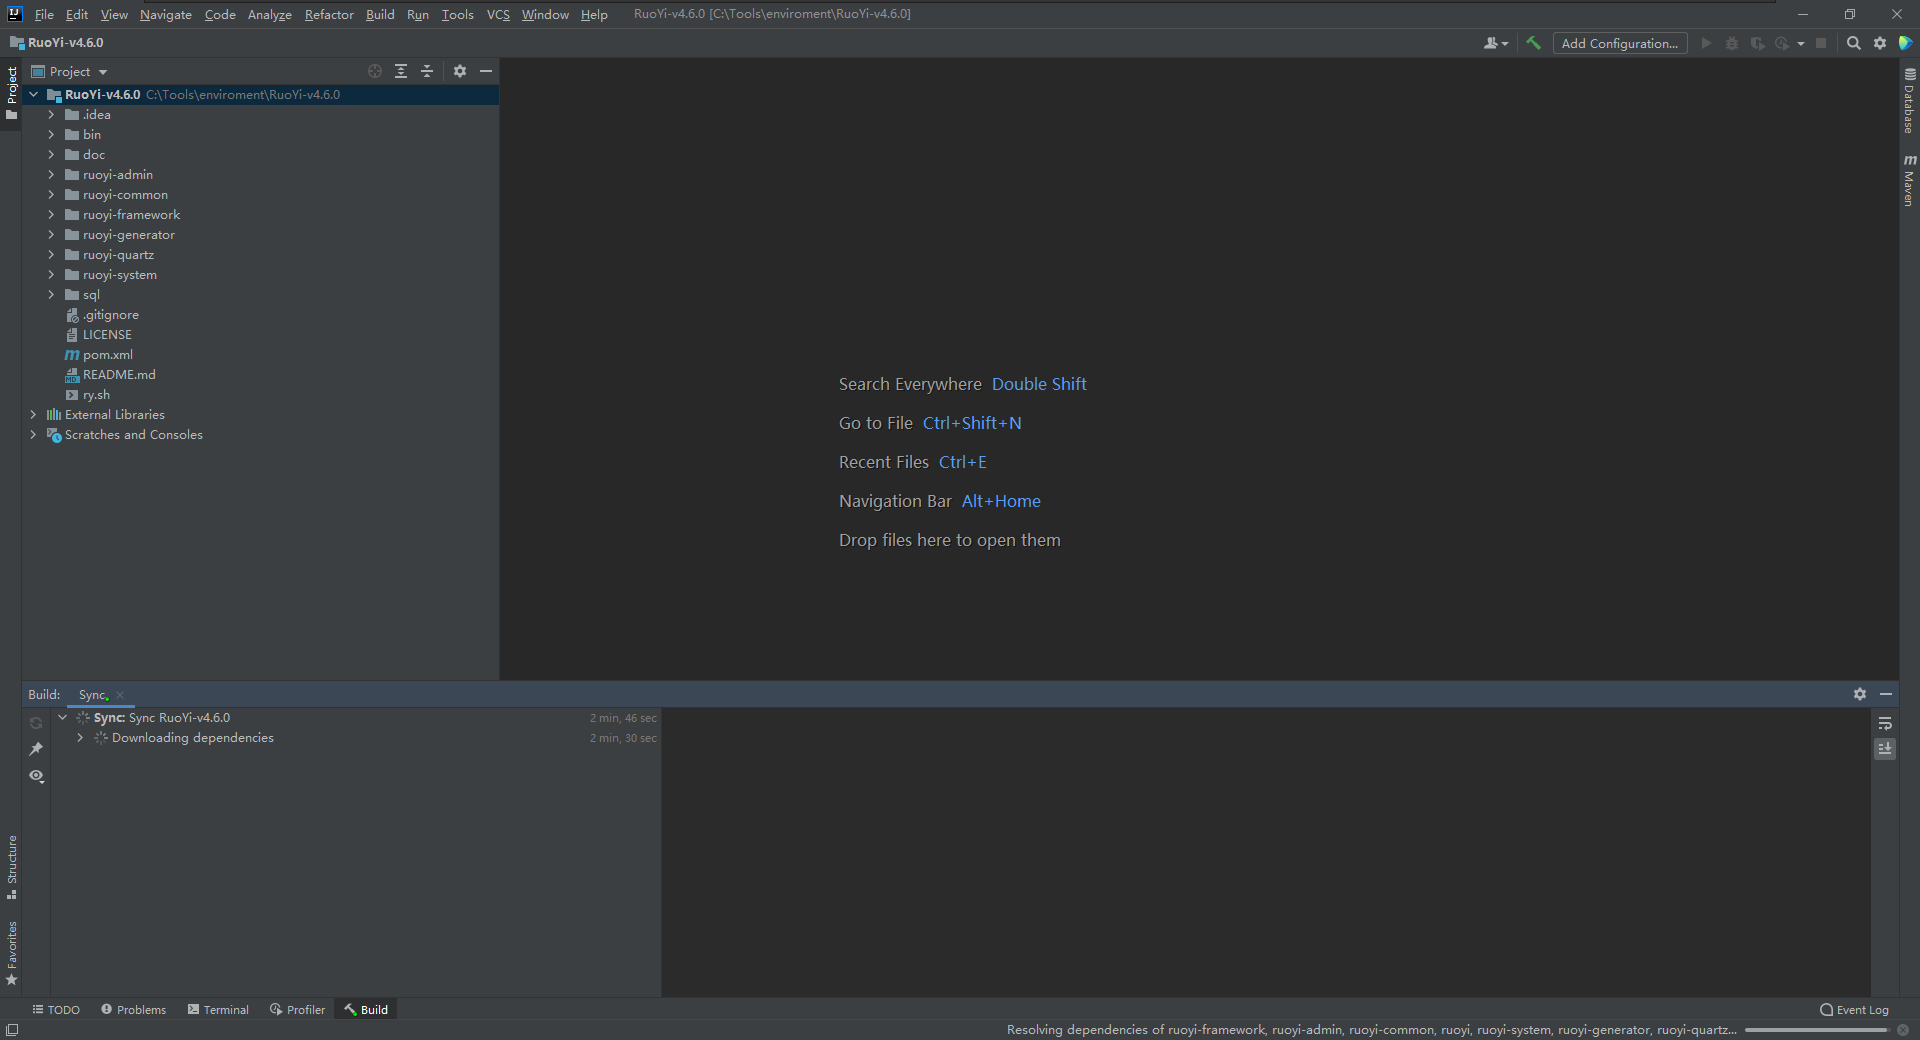 File Edit View Navigate Code Analyze Refactor Build Run Tools VCS Window Help RuoYi-v4.6.0 [C:\Tools\enviroment\RuoYi-v4.6.0]
RuoYi-v4.6.0
Add Configuration...
Project
Project
RuoYi-v4.6.0 C:\Tools\enviroment\RuoYi-v4.6.0
.idea
bin
doc
ruoyi-admin
ruoyi-common
ruoyi-framework
ruoyi-generator
ruoyi-quartz
ruoyi-system
sql
.gitignore
LICENSE
pom.xml
README.md
ry.sh
External Libraries
Scratches and Consoles
Search Everywhere Double Shift
Go to File Ctrl+Shift+N
Recent Files Ctrl+E
Navigation Bar Alt+Home
Drop files here to open them
Database
Maven
Build: Sync
Sync: Sync RuoYi-v4.6.0 2 min, 46 sec
Downloading dependencies 2 min, 30 sec
Structure
Favorites
TODO Problems Terminal Profiler Build Event Log
Resolving dependencies of ruoyi-framework, ruoyi-admin, ruoyi-common, ruoyi, ruoyi-system, ruoyi-generator, ruoyi-quartz...